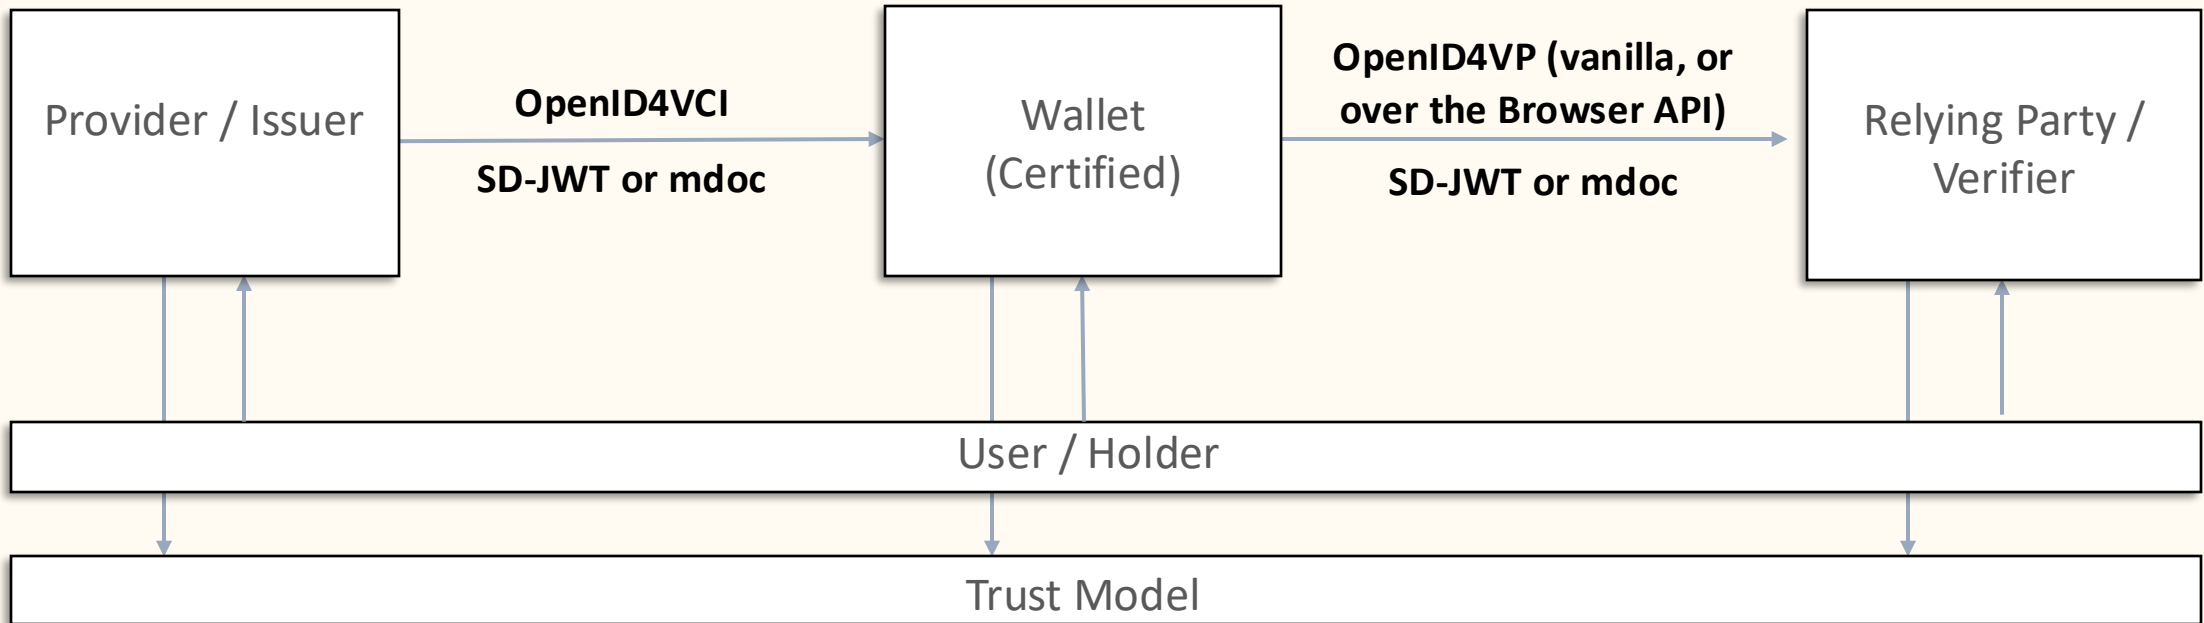 Provider / Issuer
OpenID4VCI
SD-JWT or mdoc
Wallet
(Certified)
OpenID4VP (vanilla, or
over the Browser API)
SD-JWT or mdoc
Relying Party /
Verifier
User / Holder
Trust Model